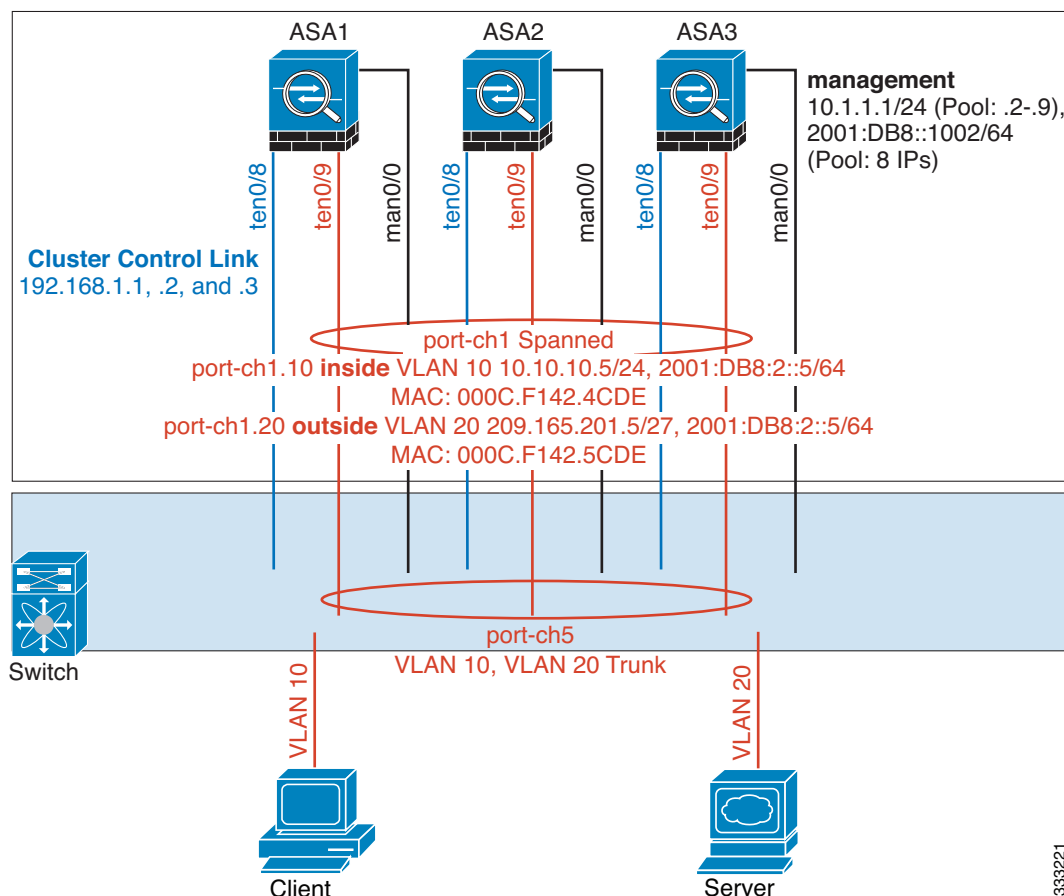 ASA1
ASA2
ASA3
management
10.1.1.1/24 (Pool: .2-.9),
2001:DB8::1002/64
(Pool: 8 IPs)
ten0/8
ten0/9
man0/0
ten0/8
ten0/9
man0/0
ten0/8
ten0/9
man0/0
Cluster Control Link
192.168.1.1, .2, and .3
port-ch1 Spanned
port-ch1.10 inside VLAN 10 10.10.10.5/24, 2001:DB8:2::5/64
MAC: 000C.F142.4CDE
port-ch1.20 outside VLAN 20 209.165.201.5/27, 2001:DB8:2::5/64
MAC: 000C.F142.5CDE
port-ch5
VLAN 10, VLAN 20 Trunk
Switch
VLAN 10
VLAN 20
Client
Server
333221